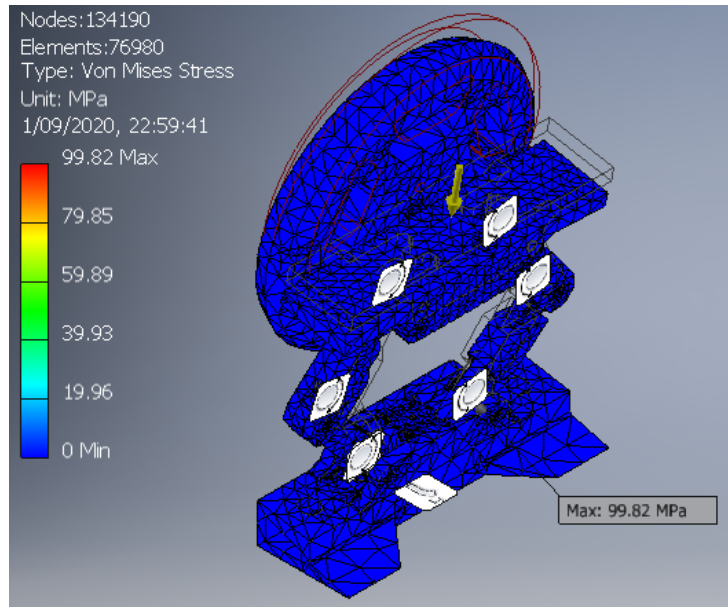 Nodes:134190
Elements:76980
Type: Von Mises Stress
Unit: MPa
1/09/2020, 22:59:41
99.82 Max
79.85
59.89
39.93
19.96
0 Min
Max: 99.82 MPa